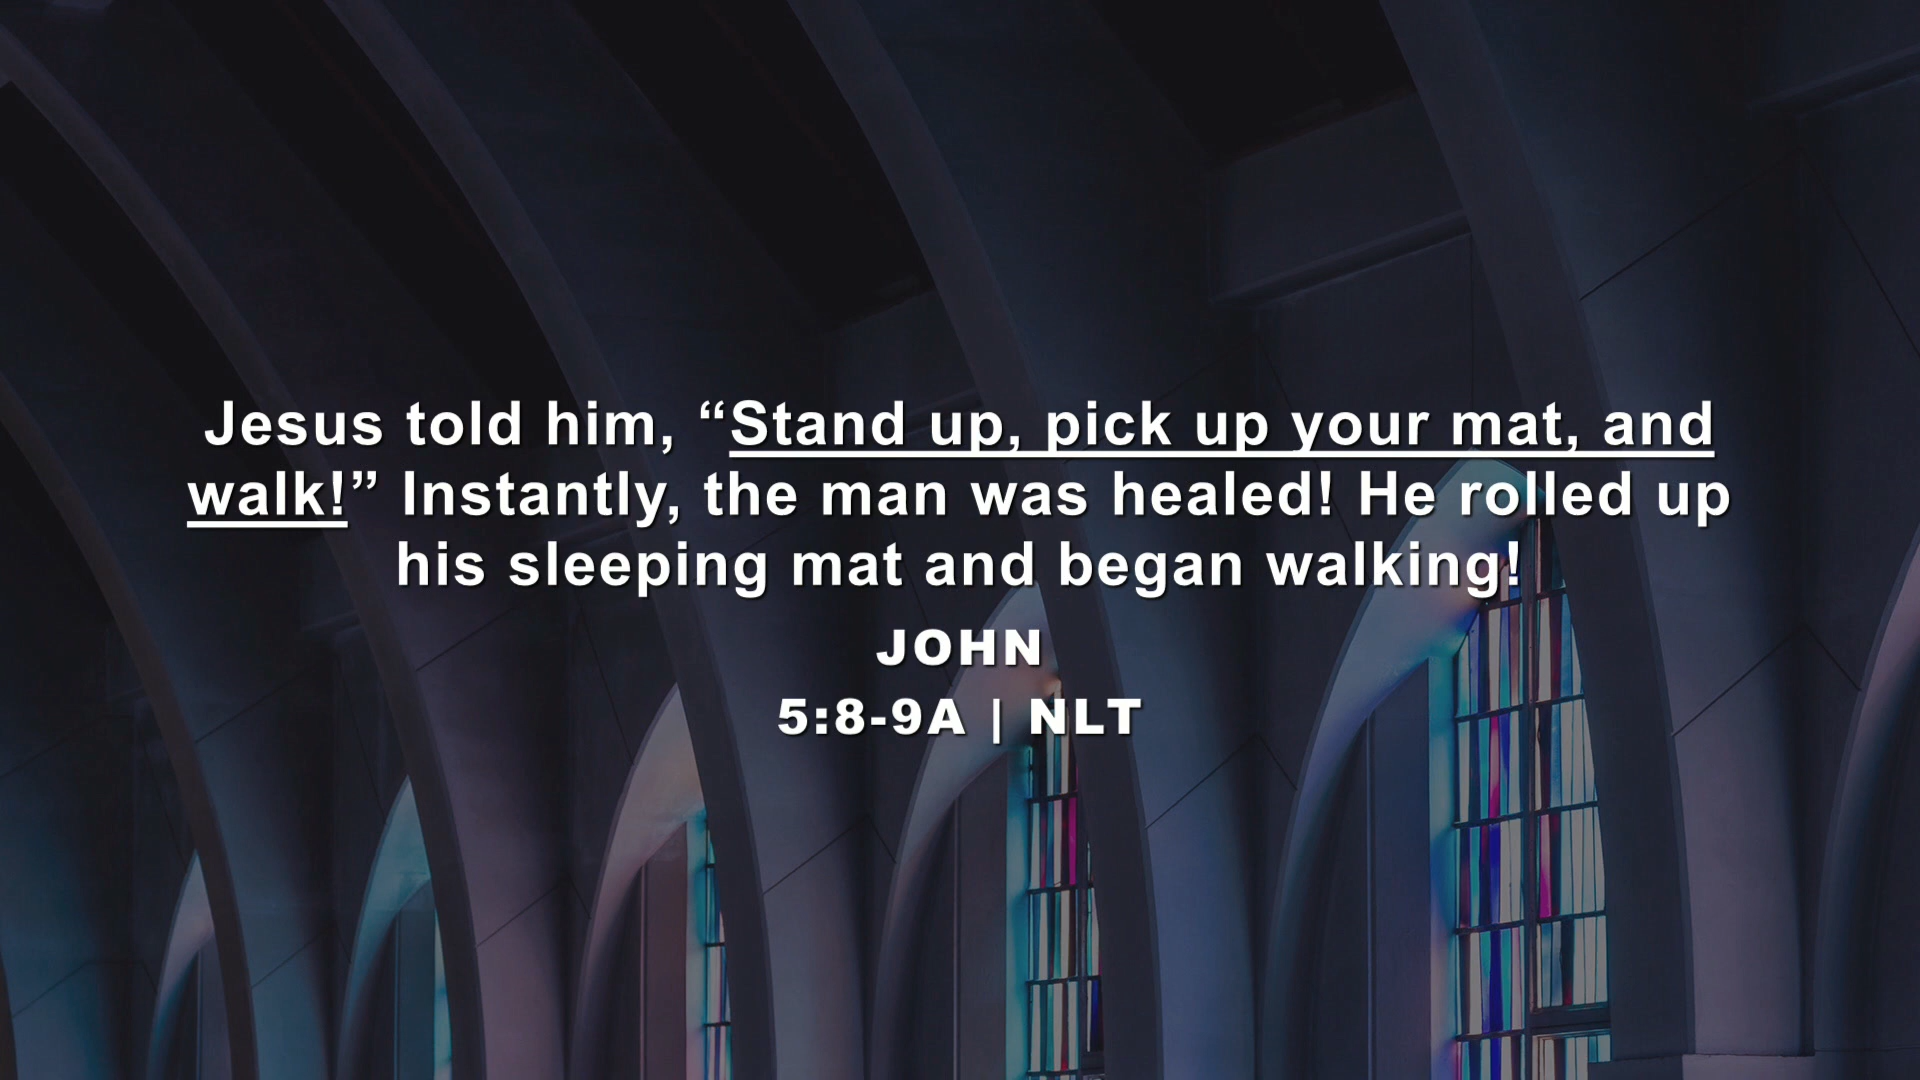 Jesus told him, “Stand up, pick up your mat, and
walk!” Instantly, the man was healed! He rolled up
his sleeping mat and began walking!
JOHN
5:8-9A | NLT